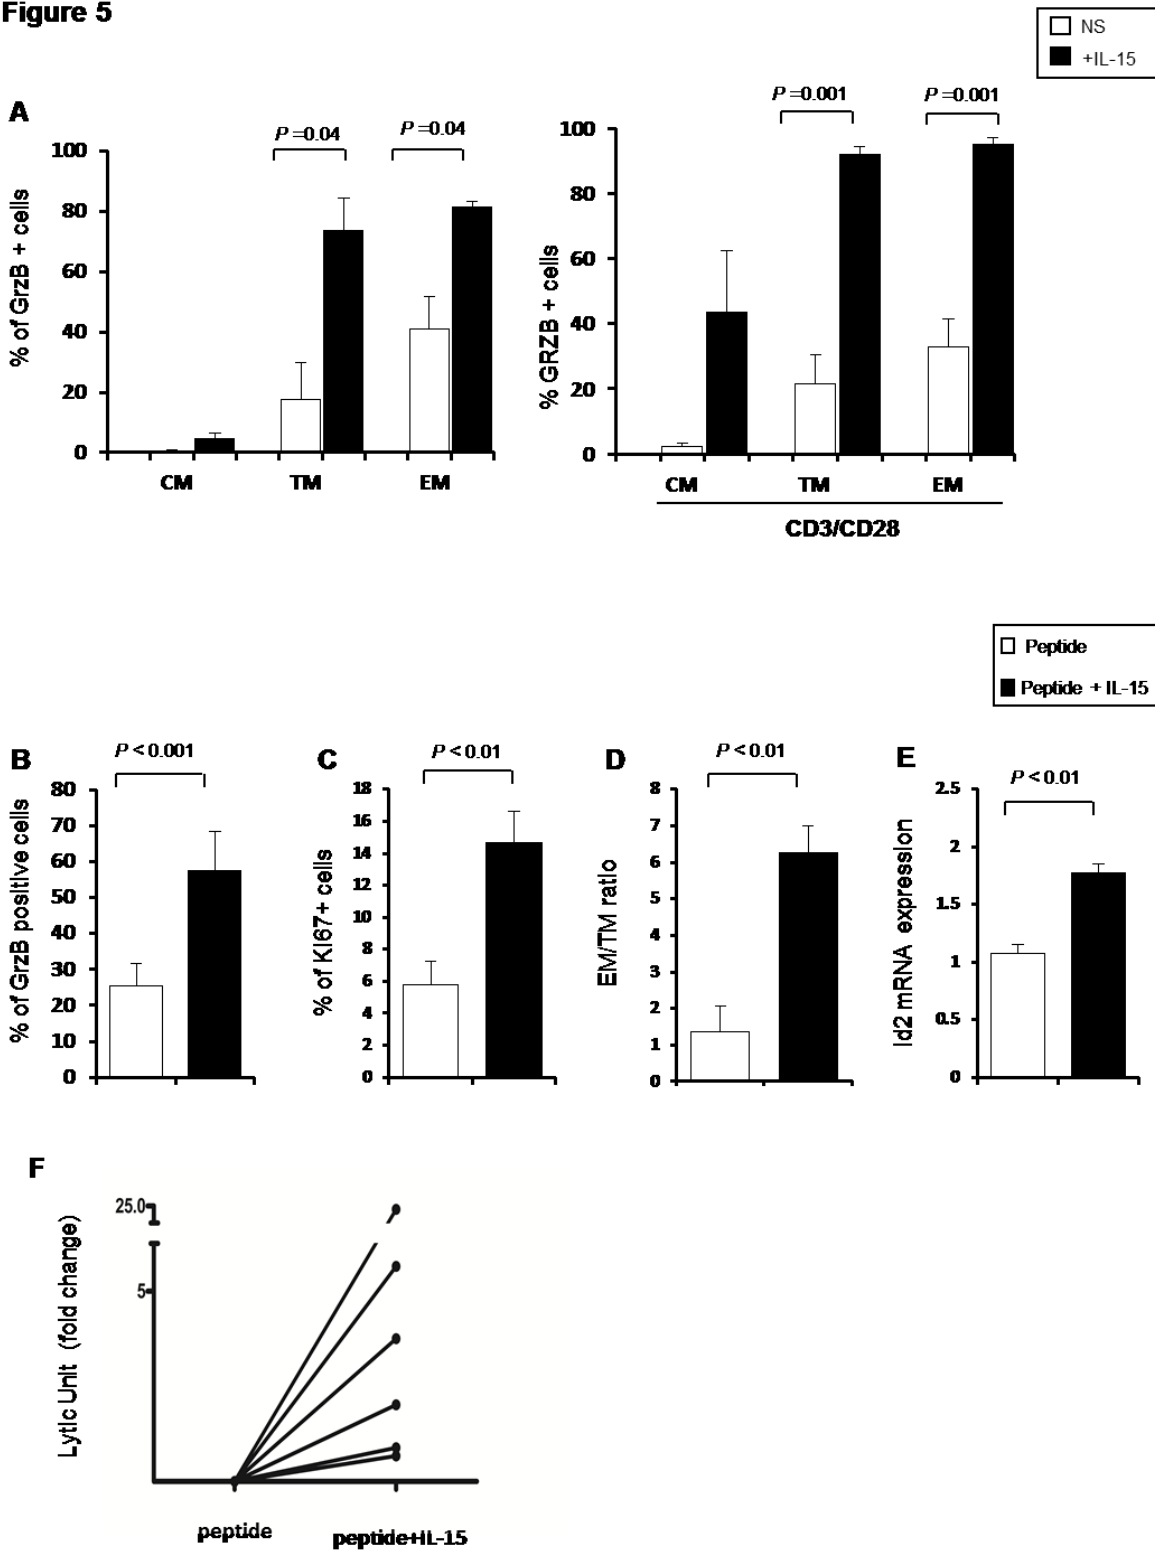 Figure 5
NS
+IL-15
A
P =0.04
P =0.04
% of GrzB + cells
100
80
60
40
20
0
CM
TM
EM
P =0.001
P =0.001
% GRZB + cells
100
80
60
40
20
0
CM
TM
EM
CD3/CD28
Peptide
Peptide + IL-15
B
P < 0.001
% of GrzB positive cells
80
70
60
50
40
30
20
10
0
C
P < 0.01
% of KI67+ cells
18
16
14
12
10
8
6
4
2
0
D
P < 0.01
EM/TM ratio
8
7
6
5
4
3
2
1
0
E
P < 0.01
Id2 mRNA expression
2.5
2
1.5
1
0.5
0
F
Lytic Unit (fold change)
25.0
5
peptide
peptide+IL-15